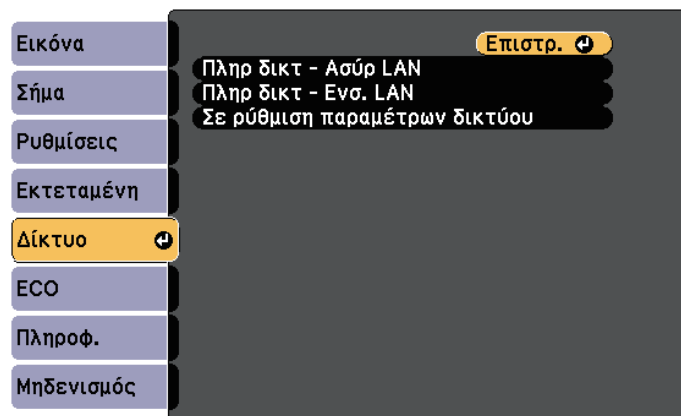 Εικόνα
Σήμα
Ρυθμίσεις
Εκτεταμένη
Δίκτυο
ECO
Πληροφ.
Μηδενισμός
Επιστρ.
Πληρ δικτ - Ασύρ LAN
Πληρ δικτ - Ενσ. LAN
Σε ρύθμιση παραμέτρων δικτύου